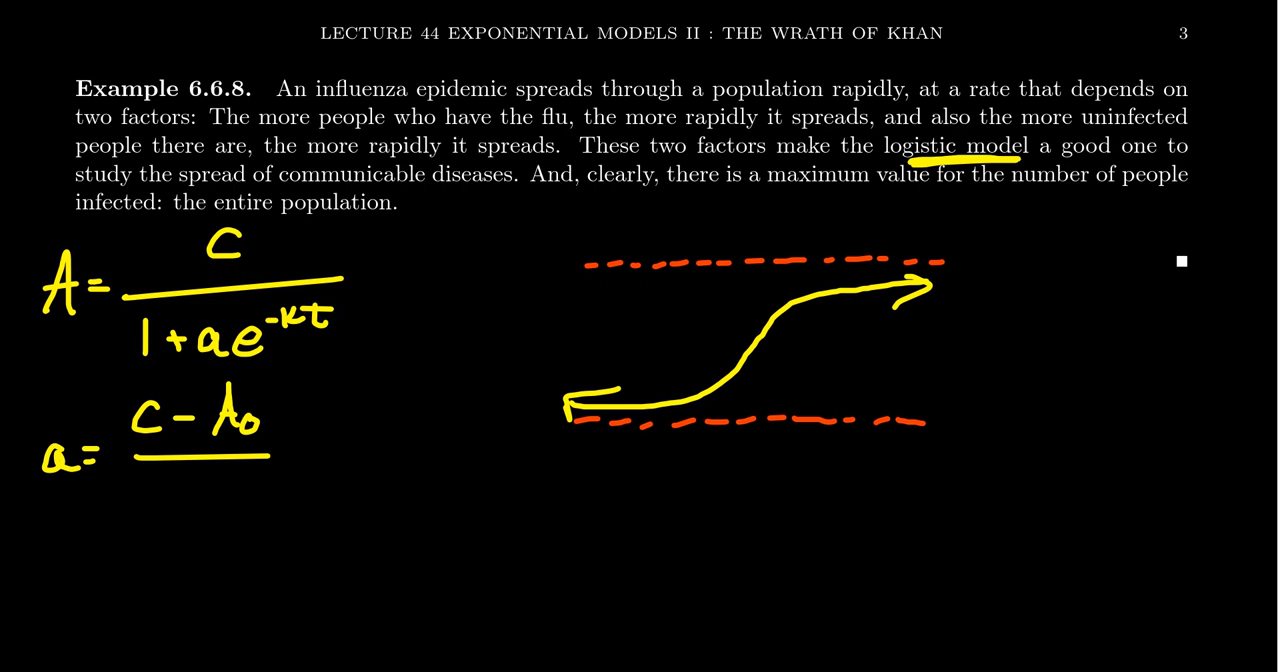 LECTURE 44 EXPONENTIAL MODELS II : THE WRATH OF KHAN 3
Example 6.6.8. An influenza epidemic spreads through a population rapidly, at a rate that depends on
two factors: The more people who have the flu, the more rapidly it spreads, and also the more uninfected
people there are, the more rapidly it spreads. These two factors make the logistic model a good one to
study the spread of communicable diseases. And, clearly, there is a maximum value for the number of people
infected: the entire population.
C
A=
1+ae^-kt
C - A₀
a=